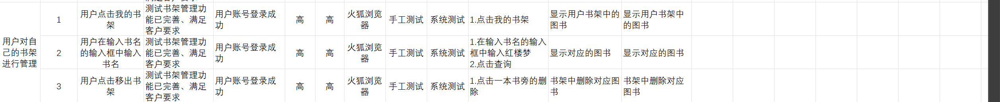 用户对自
己的书架
进行管理
1
用户点击我的书
架
测试书架管理功
能已完善、满足
客户要求
用户账号登录成
功
高
高
火狐浏览
器
手工测试
系统测试
1.点击我的书架
显示用户书架中的
图书
显示用户书架中
的图书
2
用户在输入书名
的输入框中输入
书名
测试书架管理功
能已完善、满足
客户要求
用户账号登录成
功
高
高
火狐浏览
器
手工测试
系统测试
1.在输入书名的输入
框中输入红楼梦
2.点击查询
显示对应的图书
显示对应的图书
3
用户点击移出书
架
测试书架管理功
能已完善、满足
客户要求
用户账号登录成
功
高
高
火狐浏览
器
手工测试
系统测试
1.点击一本书旁的删
除
书架中删除对应图
书
书架中删除对应
图书